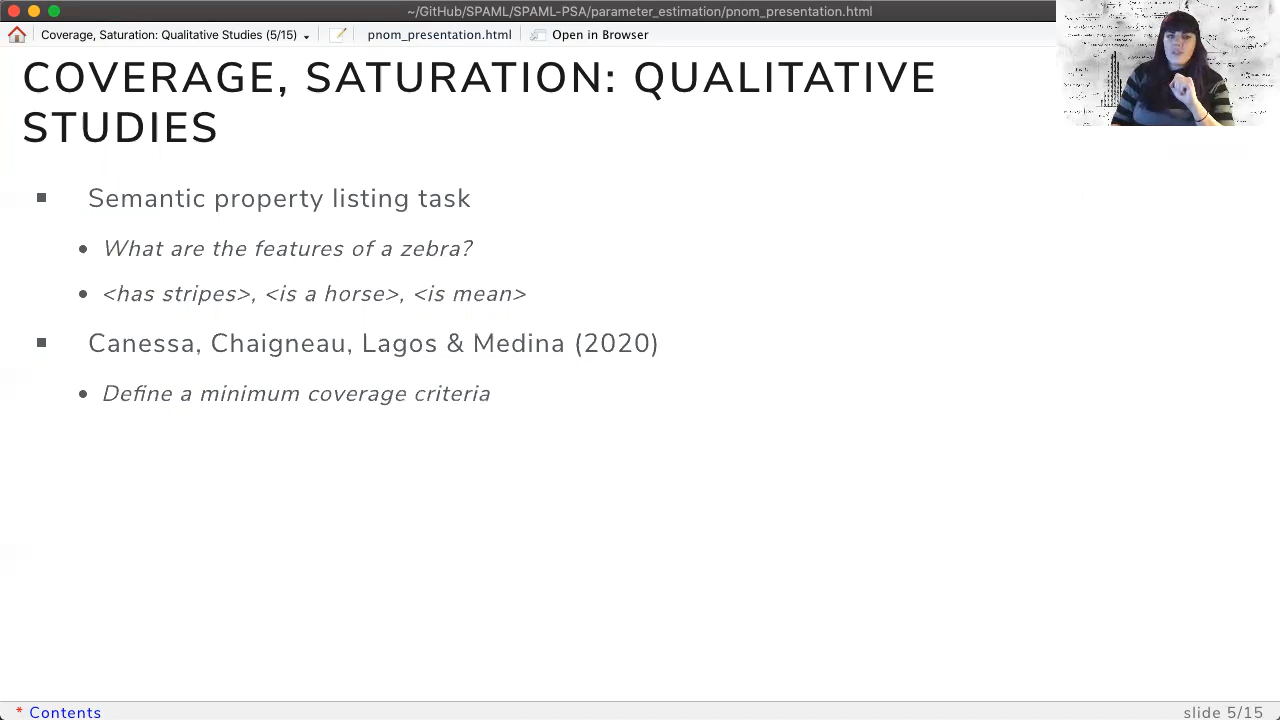 ~/GitHub/SPAML/SPAML-PSA/parameter_estimation/pnom_presentation.html
Coverage, Saturation: Qualitative Studies (5/15) pnom_presentation.html Open in Browser
COVERAGE, SATURATION: QUALITATIVE
STUDIES
Semantic property listing task
What are the features of a zebra?
<has stripes>, <is a horse>, <is mean>
Canessa, Chaigneau, Lagos & Medina (2020)
Define a minimum coverage criteria
* Contents
slide 5/15